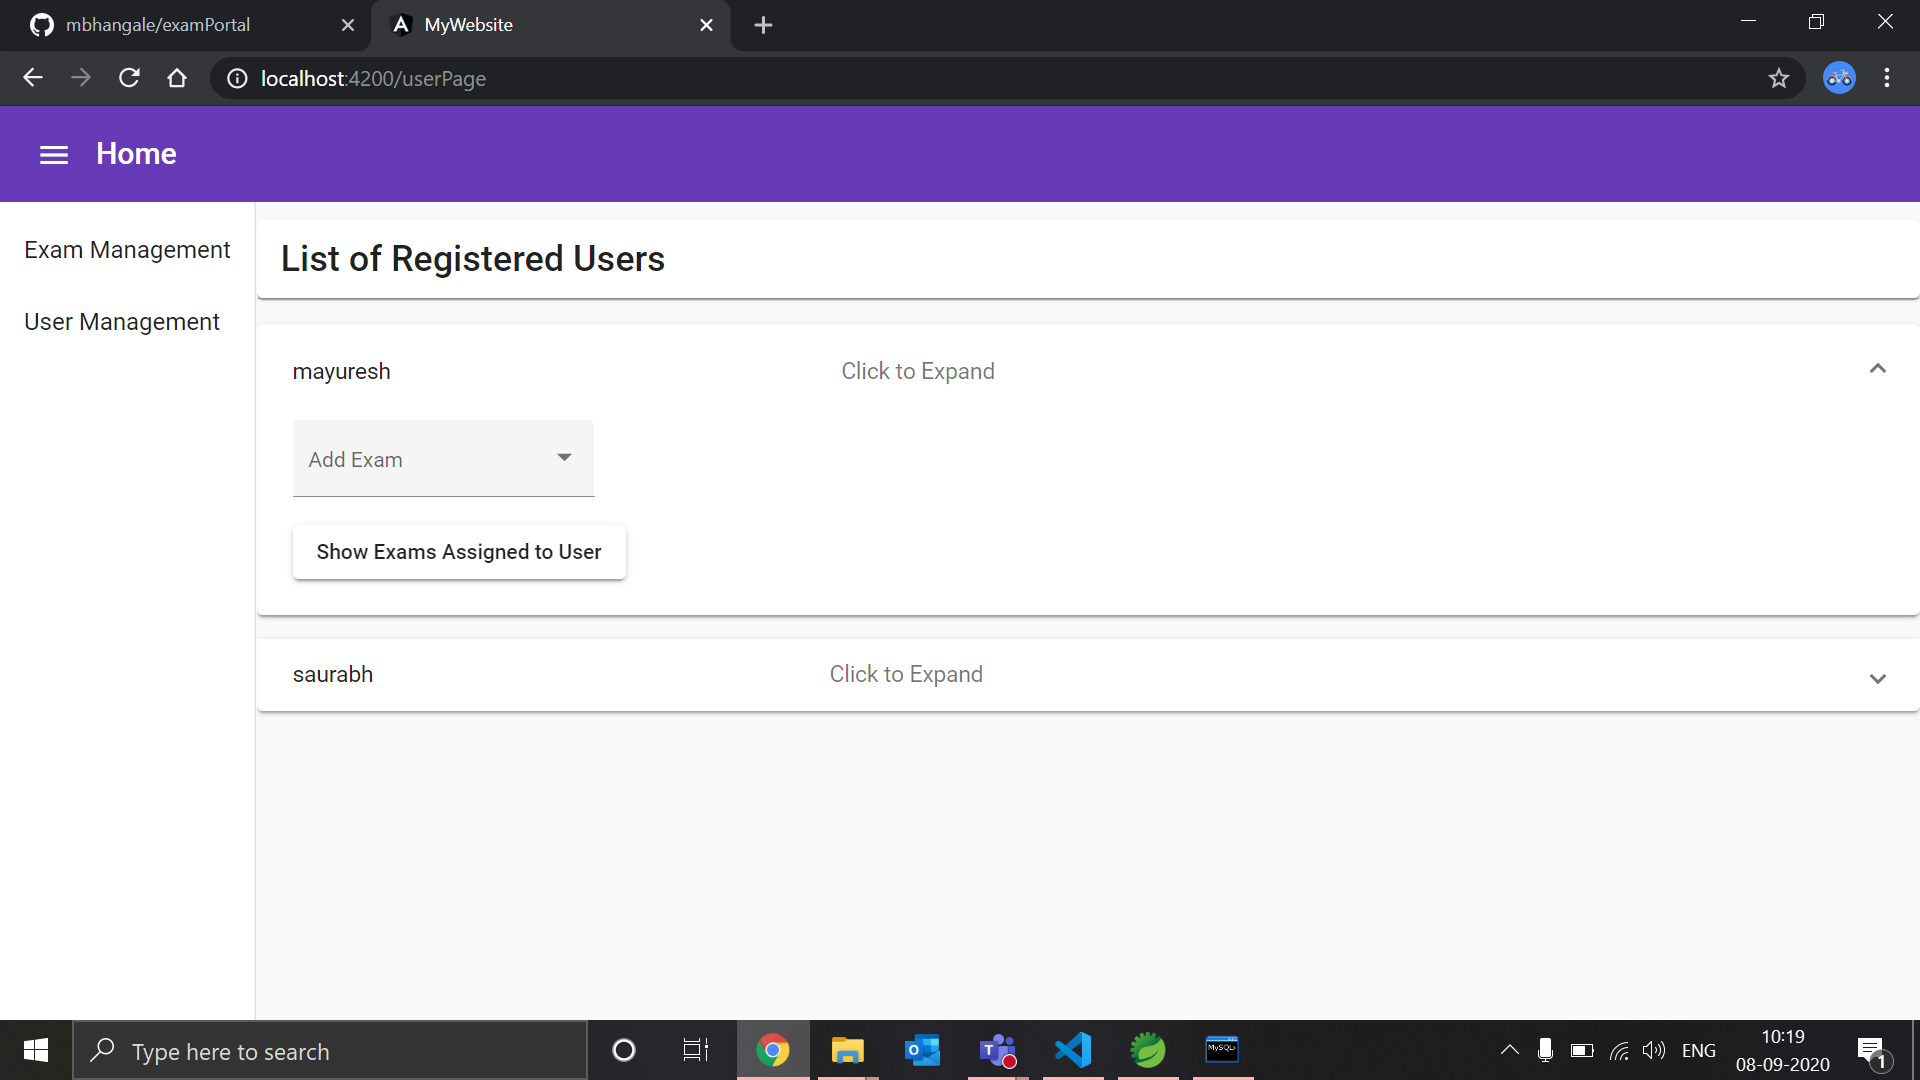 mbhangale/examPortal
MyWebsite
localhost:4200/userPage
Home
Exam Management
User Management
List of Registered Users
mayuresh Click to Expand
Add Exam
Show Exams Assigned to User
saurabh Click to Expand
Type here to search
MySQL
ENG
10:19
08-09-2020
1